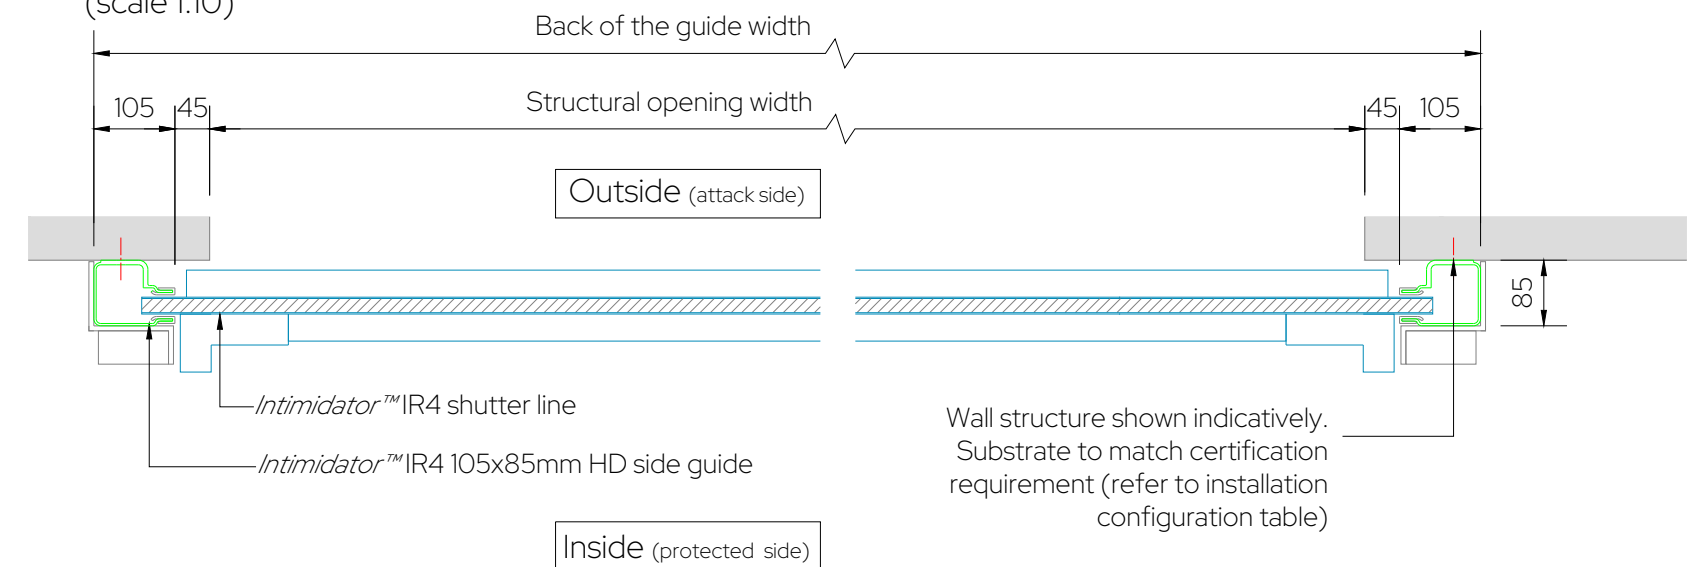 (scale 1:10)
Back of the guide width
105 45 Structural opening width 45 105
Outside (attack side)
85
Intimidator™ IR4 shutter line
Intimidator™ IR4 105x85mm HD side guide
Wall structure shown indicatively.
Substrate to match certification
requirement (refer to installation
configuration table)
Inside (protected side)